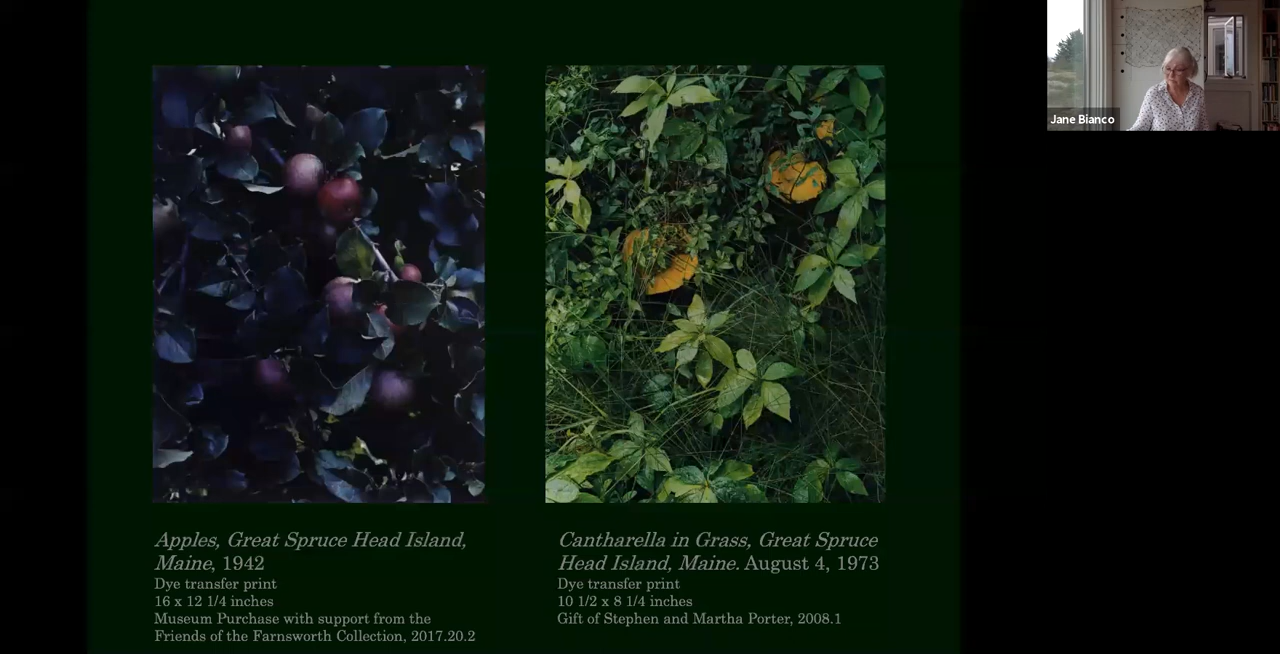 Jane Bianco
Apples, Great Spruce Head Island,
Maine, 1942
Dye transfer print
16 x 12 1/4 inches
Museum Purchase with support from the
Friends of the Farnsworth Collection, 2017.20.2
Cantharella in Grass, Great Spruce
Head Island, Maine. August 4, 1973
Dye transfer print
10 1/2 x 8 1/4 inches
Gift of Stephen and Martha Porter, 2008.1